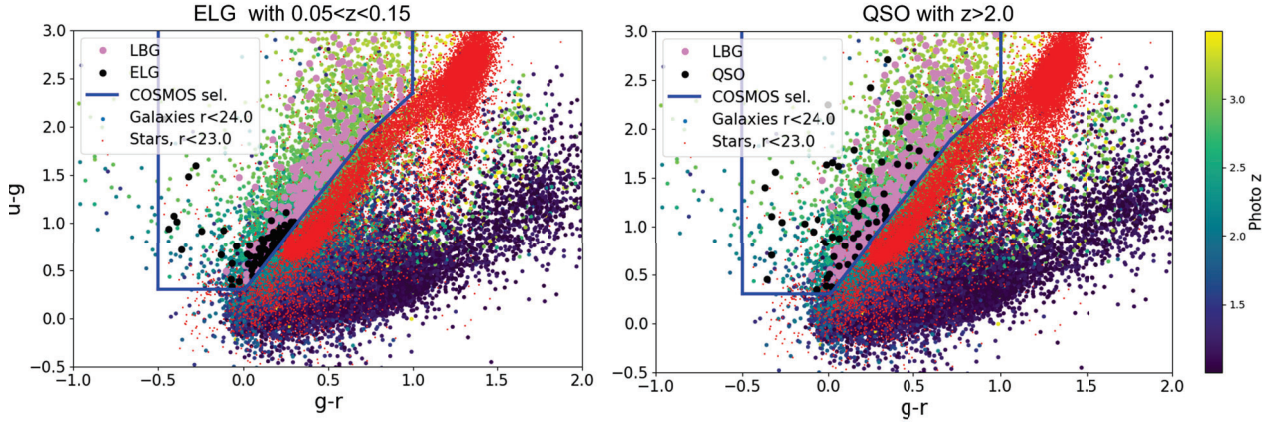 ELG with 0.05<z<0.15
3.0
2.5
2.0
1.5
1.0
0.5
0.0
−0.5
u-g
LBG
ELG
COSMOS sel.
Galaxies r<24.0
Stars, r<23.0
−1.0 −0.5 0.0 0.5 1.0 1.5 2.0
g-r
QSO with z>2.0
3.0
2.5
2.0
1.5
1.0
0.5
0.0
−0.5
LBG
QSO
COSMOS sel.
Galaxies r<24.0
Stars, r<23.0
−1.0 −0.5 0.0 0.5 1.0 1.5 2.0
g-r
3.0
2.5
2.0
1.5
Photo z